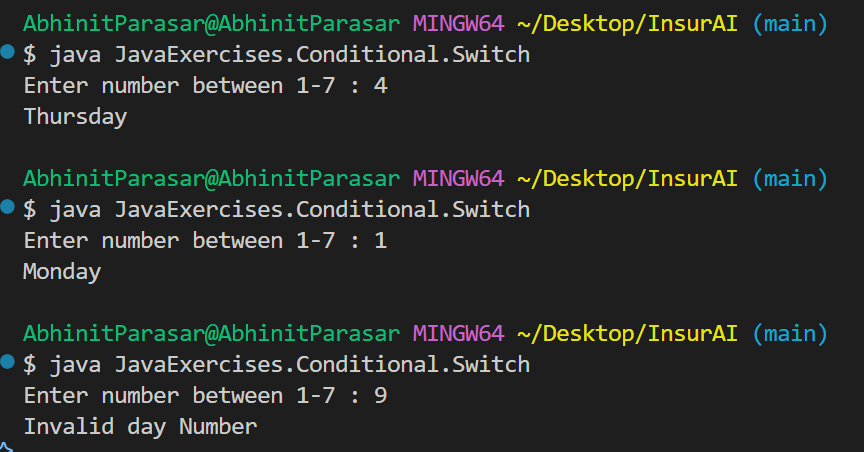 AbhinitParasar@AbhinitParasar MINGW64 ~/Desktop/InsurAI (main)
$ java JavaExercises.Conditional.Switch
Enter number between 1-7 : 4
Thursday
AbhinitParasar@AbhinitParasar MINGW64 ~/Desktop/InsurAI (main)
$ java JavaExercises.Conditional.Switch
Enter number between 1-7 : 1
Monday
AbhinitParasar@AbhinitParasar MINGW64 ~/Desktop/InsurAI (main)
$ java JavaExercises.Conditional.Switch
Enter number between 1-7 : 9
Invalid day Number